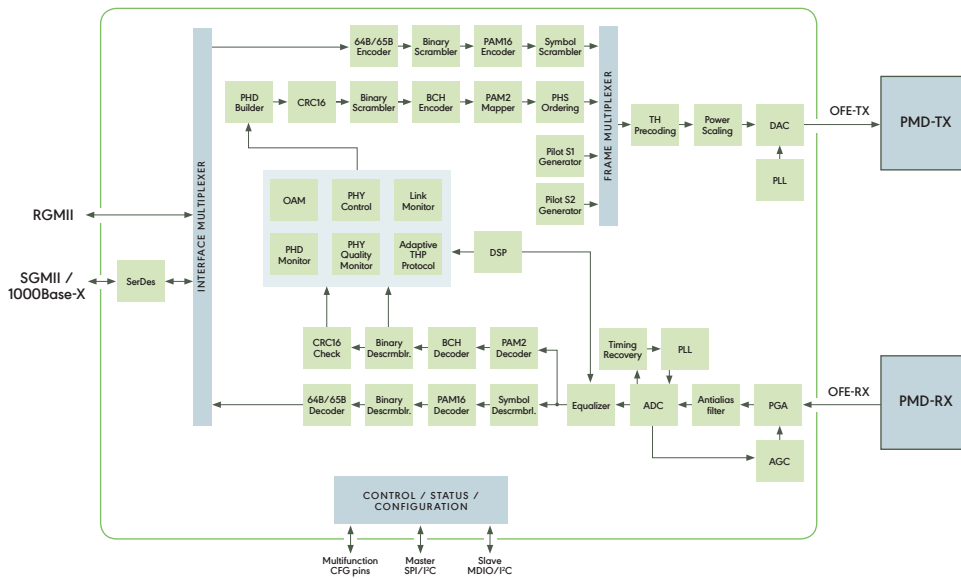 64B/65B
Encoder
Binary
Scrambler
PAM16
Encoder
Symbol
Scrambler
PHD
Builder
CRC16
Binary
Scrambler
BCH
Encoder
PAM2
Mapper
PHS
Ordering
TH
Precoding
Power
Scaling
DAC
OFE-TX
PMD-TX
PLL
Pilot S1
Generator
Pilot S2
Generator
FRAME MULTIPLEXER
INTERFACE MULTIPLEXER
OAM
PHY
Control
Link
Monitor
PHD
Monitor
PHY
Quality
Monitor
Adaptive
THP
Protocol
DSP
RGMII
SGMII /
1000Base-X
SerDes
CRC16
Check
Binary
Descrmblr.
BCH
Decoder
PAM2
Decoder
Timing
Recovery
PLL
64B/65B
Decoder
Binary
Descrmblr.
PAM16
Decoder
Symbol
Descrmbrl.
Equalizer
ADC
Antialias
filter
PGA
OFE-RX
PMD-RX
AGC
CONTROL / STATUS /
CONFIGURATION
Multifunction
CFG pins
Master
SPI/I²C
Slave
MDIO/I²C